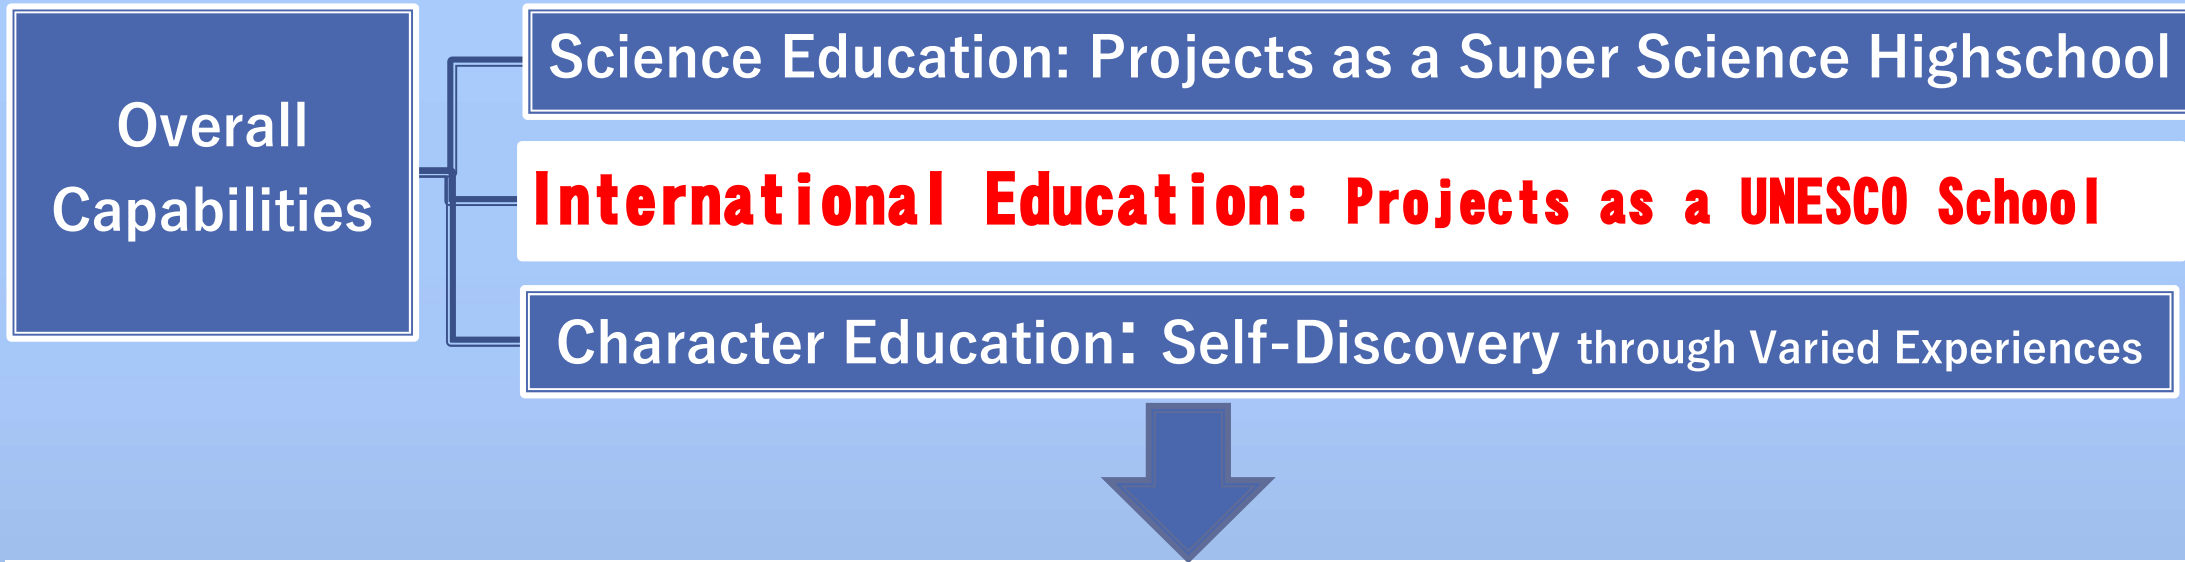 Overall
Capabilities
Science Education: Projects as a Super Science Highschool
International Education: Projects as a UNESCO School
Character Education: Self-Discovery through Varied Experiences